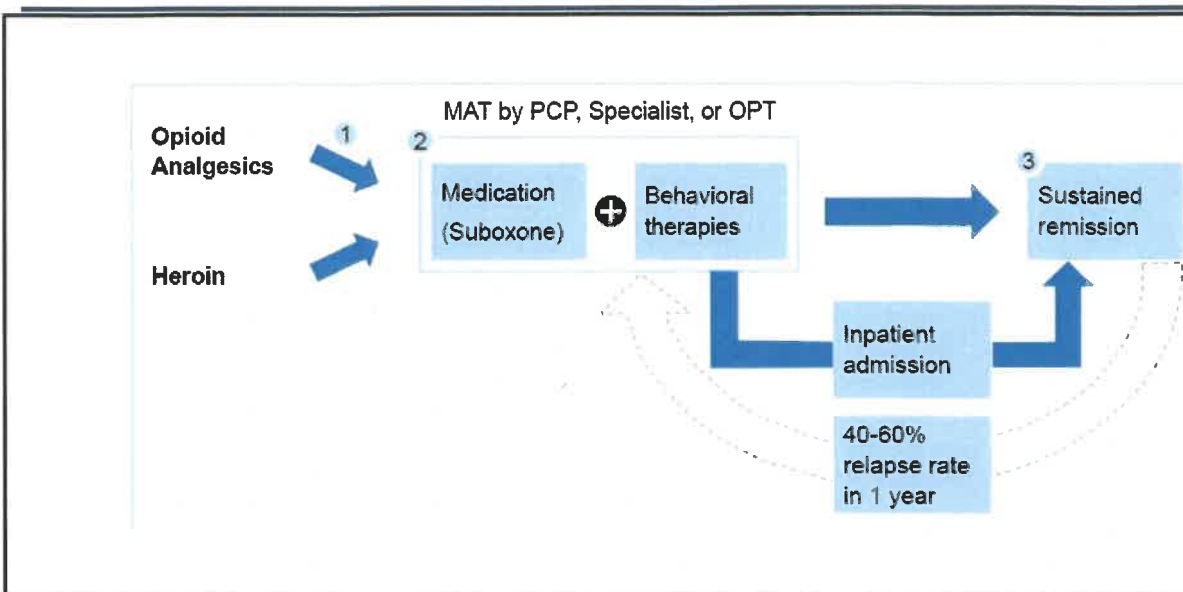 MAT by PCP, Specialist, or OPT
Opioid
Analgesics
1
2
Medication
(Suboxone)
+
Behavioral
therapies
3
Sustained
remission
Heroin
Inpatient
admission
40-60%
relapse rate
in 1 year